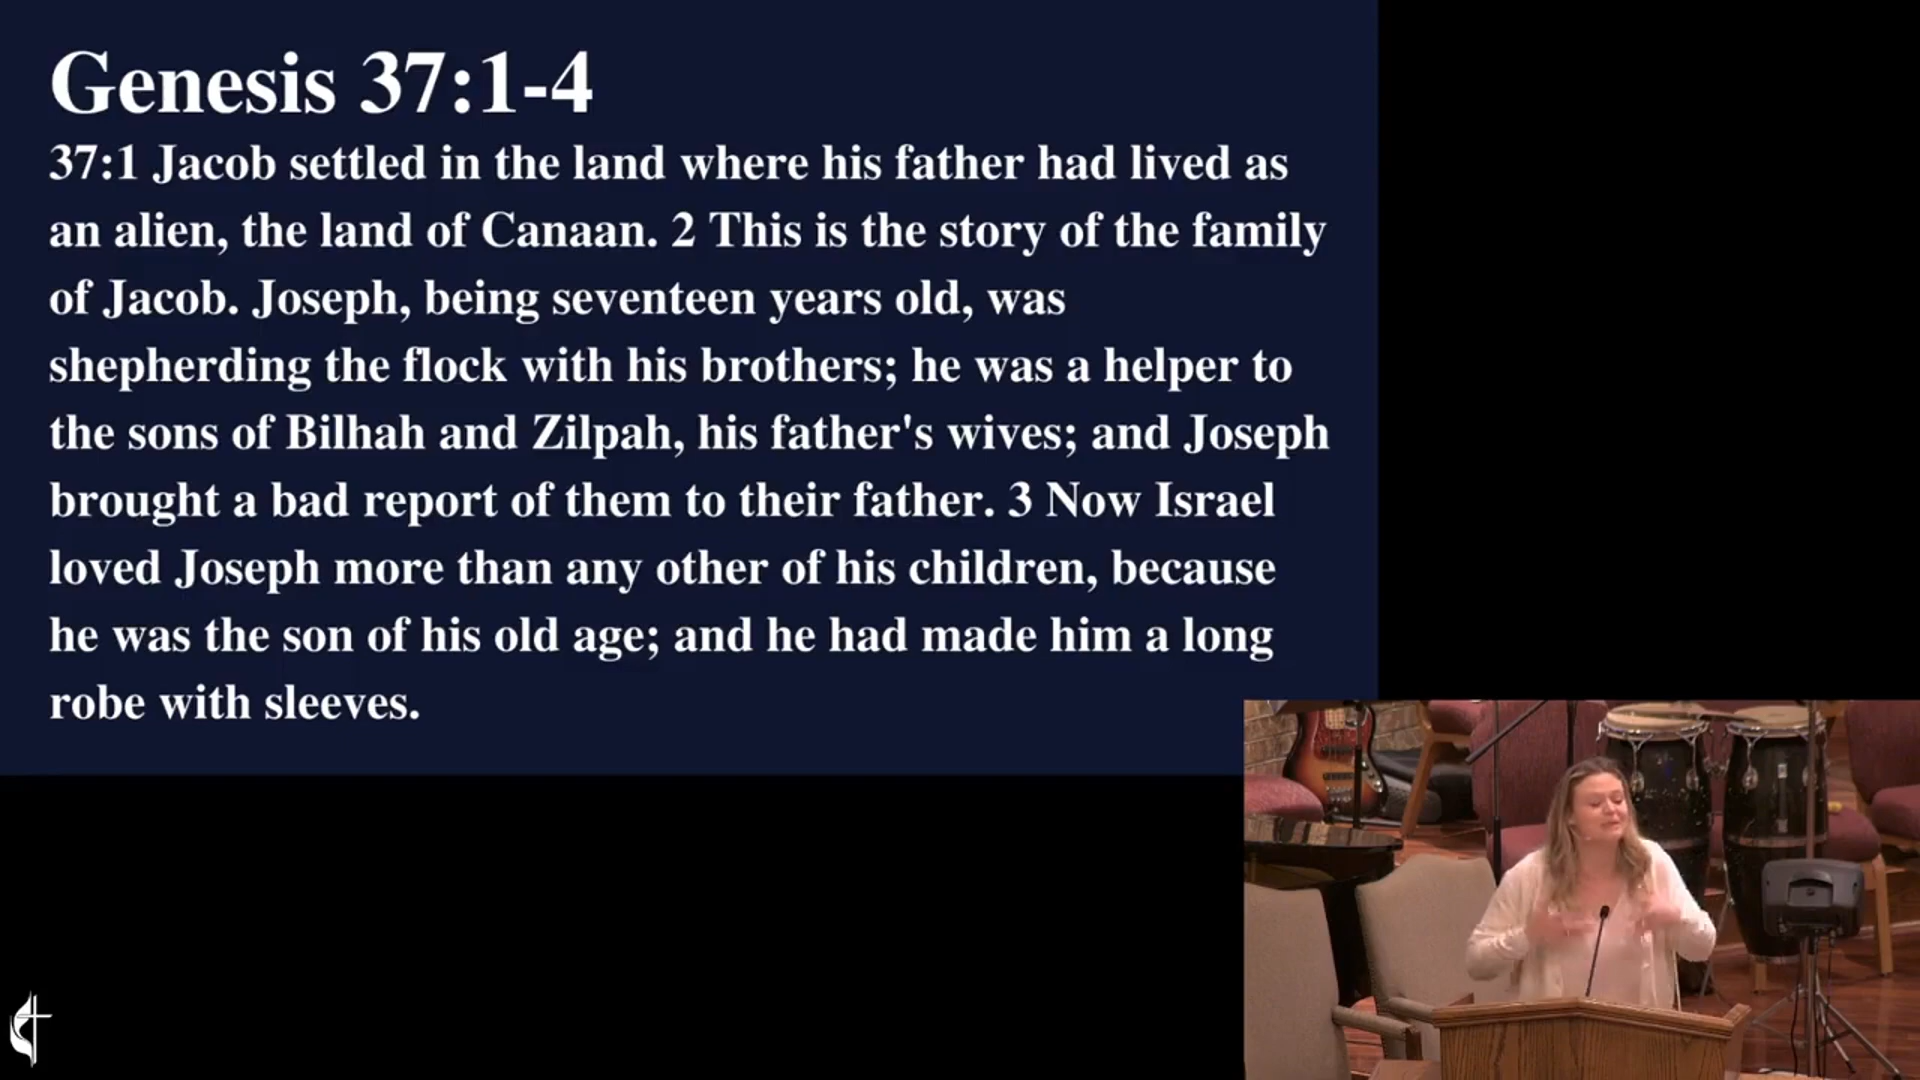 Genesis 37:1-4
37:1 Jacob settled in the land where his father had lived as
an alien, the land of Canaan. 2 This is the story of the family
of Jacob. Joseph, being seventeen years old, was
shepherding the flock with his brothers; he was a helper to
the sons of Bilhah and Zilpah, his father's wives; and Joseph
brought a bad report of them to their father. 3 Now Israel
loved Joseph more than any other of his children, because
he was the son of his old age; and he had made him a long
robe with sleeves.